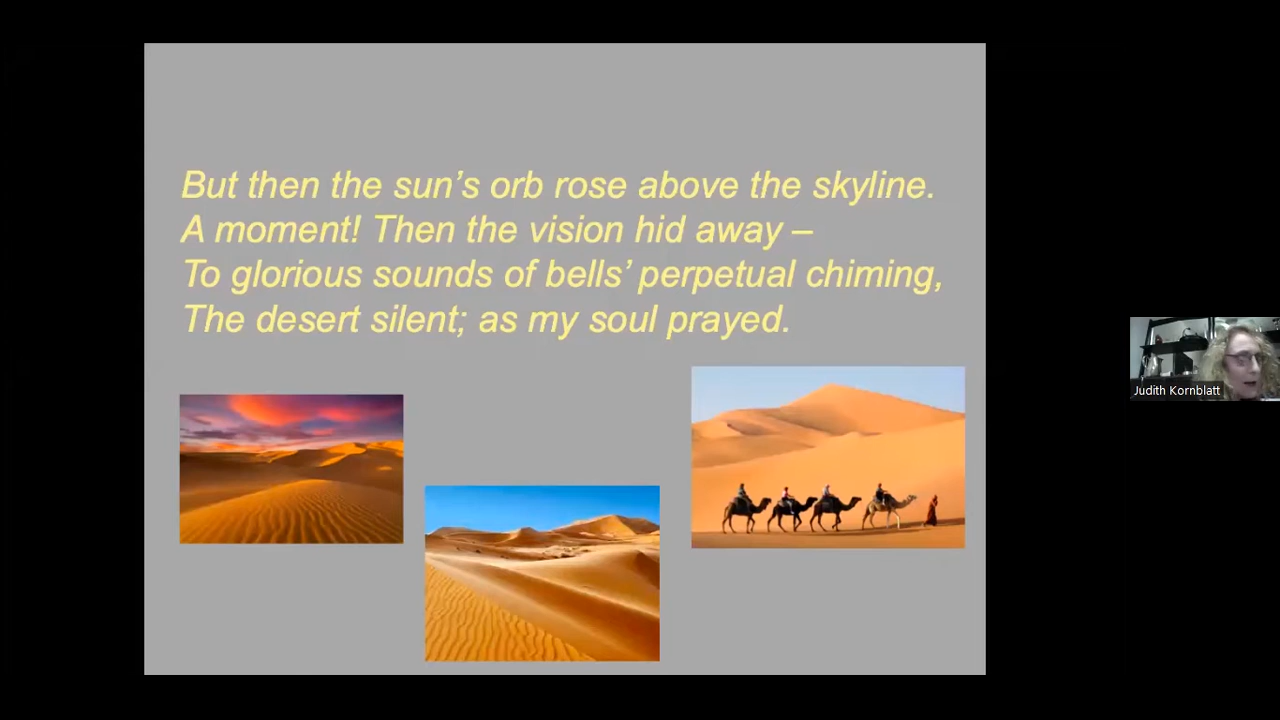 But then the sun’s orb rose above the skyline.
A moment! Then the vision hid away –
To glorious sounds of bells’ perpetual chiming,
The desert silent; as my soul prayed.
Judith Kornblatt